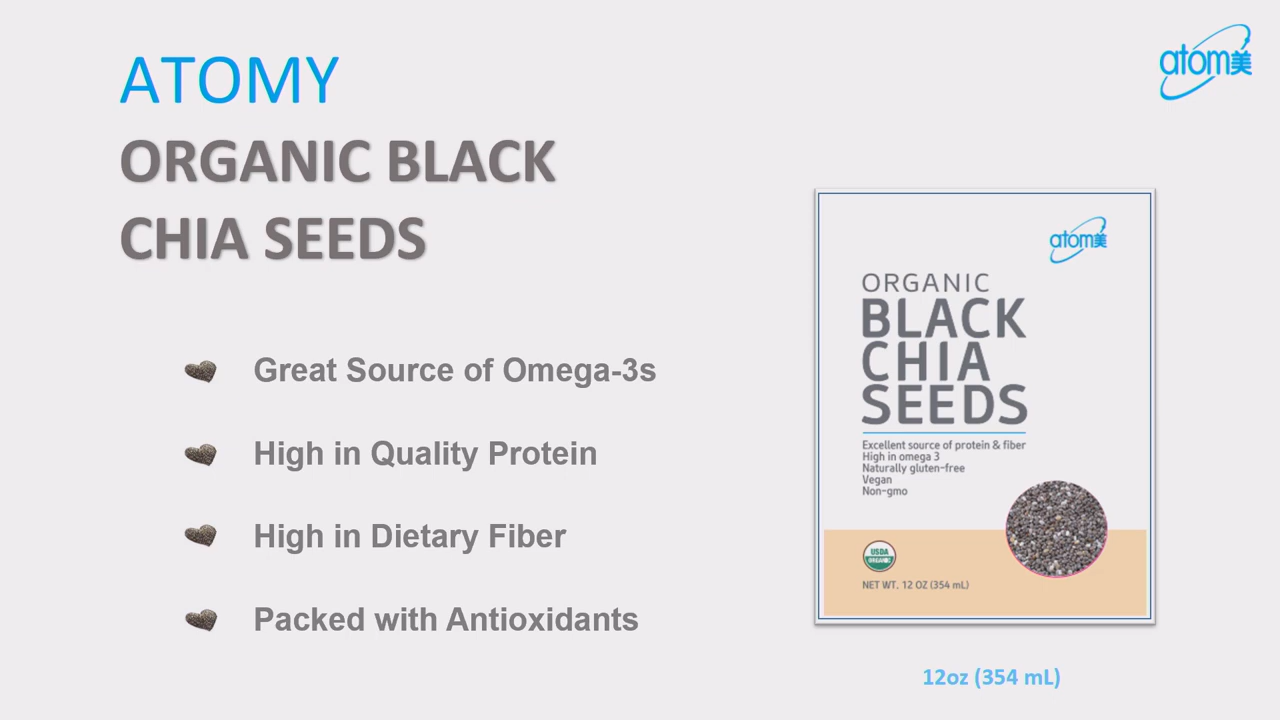 ATOMY
ORGANIC BLACK
CHIA SEEDS
Great Source of Omega-3s
High in Quality Protein
High in Dietary Fiber
Packed with Antioxidants
atom美
atom美
ORGANIC
BLACK
CHIA
SEEDS
Excellent source of protein & fiber
High in omega 3
Naturally gluten-free
Vegan
Non-gmo
USDA
ORGANIC
NET WT. 12 OZ (354 mL)
12oz (354 mL)